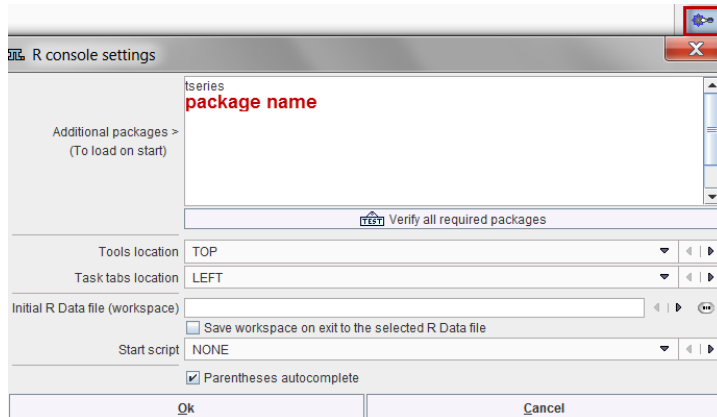 R console settings
tseries
package name
Additional packages >
(To load on start)
TEST Verify all required packages
Tools location TOP
Task tabs location LEFT
Initial R Data file (workspace)
Save workspace on exit to the selected R Data file
Start script NONE
Parentheses autocomplete
Ok Cancel